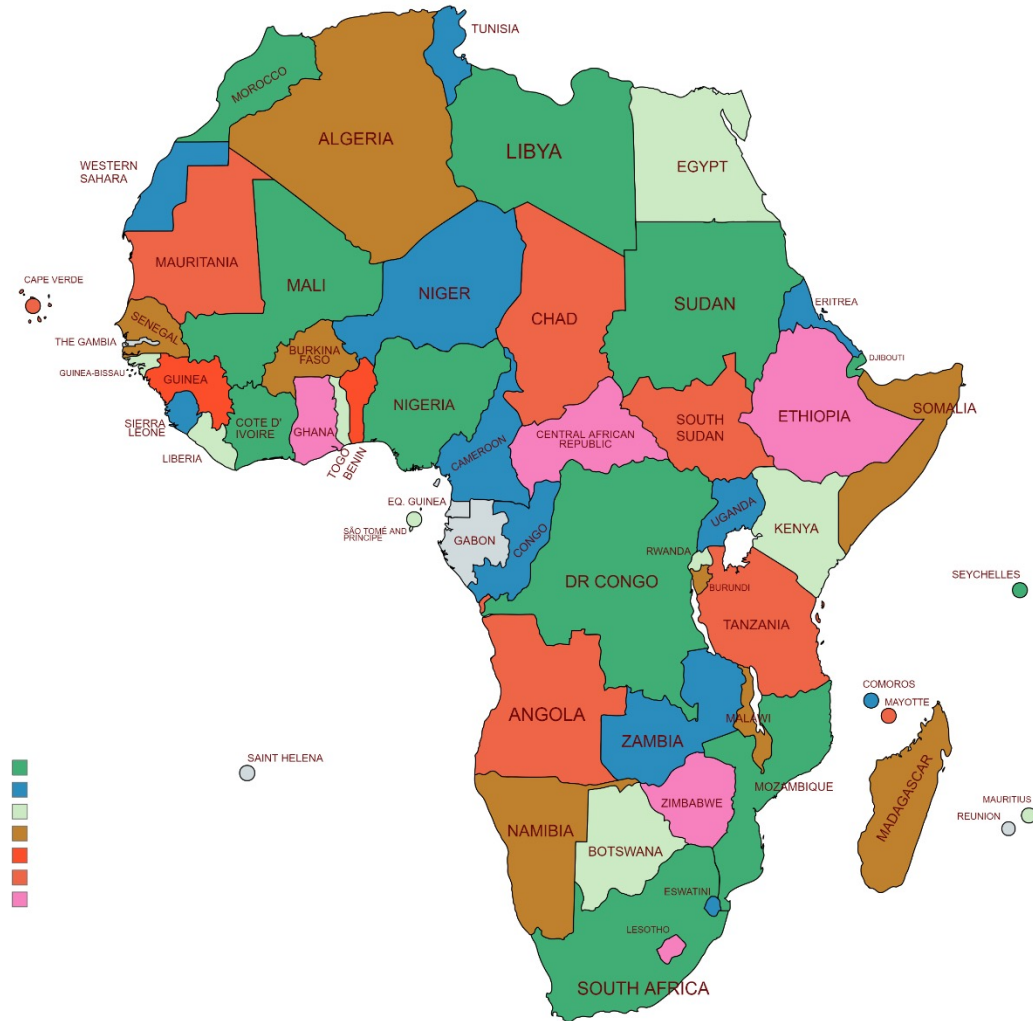 TUNISIA
MOROCCO
ALGERIA
LIBYA
EGYPT
WESTERN
SAHARA
MAURITANIA
MALI
NIGER
CHAD
SUDAN
ERITREA
CAPE VERDE
SENEGAL
THE GAMBIA
GUINEA-BISSAU
GUINEA
BURKINA
FASO
DJIBOUTI
SIERRA
LEONE
COTE D'
IVOIRE
GHANA
NIGERIA
SOUTH
SUDAN
ETHIOPIA
SOMALIA
LIBERIA
TOGO
BENIN
CAMEROON
CENTRAL AFRICAN
REPUBLIC
EQ. GUINEA
SÃO TOMÉ AND
PRINCIPE
GABON
CONGO
UGANDA
KENYA
RWANDA
DR CONGO
BURUNDI
SEYCHELLES
TANZANIA
COMOROS
MAYOTTE
ANGOLA
ZAMBIA
MALAWI
SAINT HELENA
MOZAMBIQUE
MADAGASCAR
MAURITIUS
REUNION
NAMIBIA
ZIMBABWE
BOTSWANA
ESWATINI
LESOTHO
SOUTH AFRICA